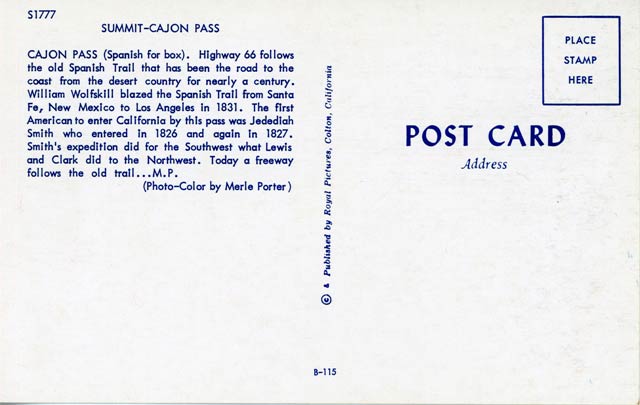 S1777
SUMMIT-CAJON PASS
CAJON PASS (Spanish for box). Highway 66 follows
the old Spanish Trail that has been the road to the
coast from the desert country for nearly a century.
William Wolfskill blazed the Spanish Trail from Santa
Fe, New Mexico to Los Angeles in 1831. The first
American to enter California by this pass was Jedediah
Smith who entered in 1826 and again in 1827.
Smith's expedition did for the Southwest what Lewis
and Clark did to the Northwest. Today a freeway
follows the old trail...M.P.
(Photo-Color by Merle Porter)
© & Published by Royal Pictures, Colton, California
B-115
PLACE
STAMP
HERE
POST CARD
Address